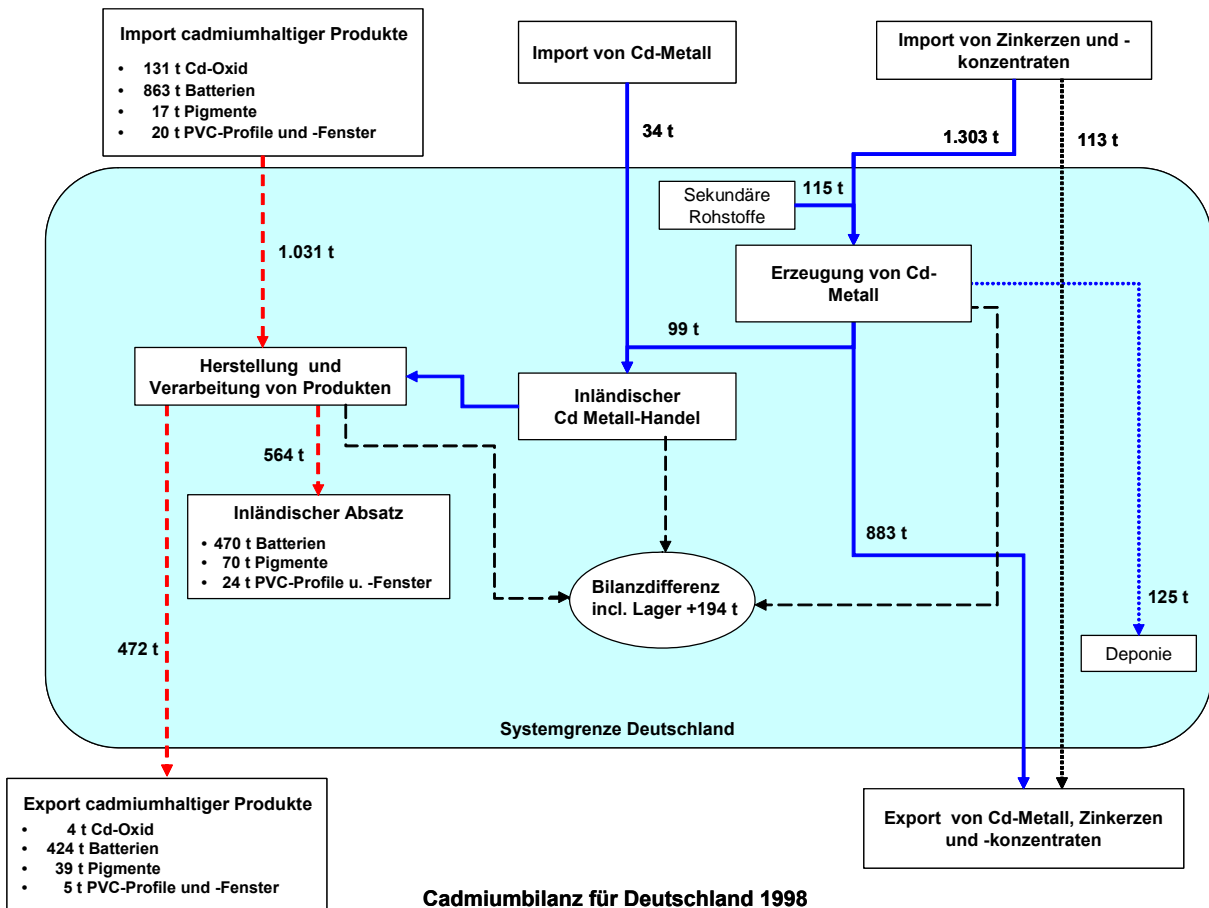 Import cadmiumhaltiger Produkte
• 131 t Cd-Oxid
• 863 t Batterien
• 17 t Pigmente
• 20 t PVC-Profile und -Fenster
Import von Cd-Metall
Import von Zinkerzen und -
konzentraten
34 t
1.303 t
113 t
115 t
Sekundäre
Rohstoffe
1.031 t
Erzeugung von Cd-
Metall
99 t
Herstellung und
Verarbeitung von Produkten
Inländischer
Cd Metall-Handel
564 t
Inländischer Absatz
• 470 t Batterien
• 70 t Pigmente
• 24 t PVC-Profile u. -Fenster
883 t
Bilanzdifferenz
incl. Lager +194 t
125 t
472 t
Deponie
Systemgrenze Deutschland
Export cadmiumhaltiger Produkte
• 4 t Cd-Oxid
• 424 t Batterien
• 39 t Pigmente
• 5 t PVC-Profile und -Fenster
Export von Cd-Metall, Zinkerzen
und -konzentraten
Cadmiumbilanz für Deutschland 1998